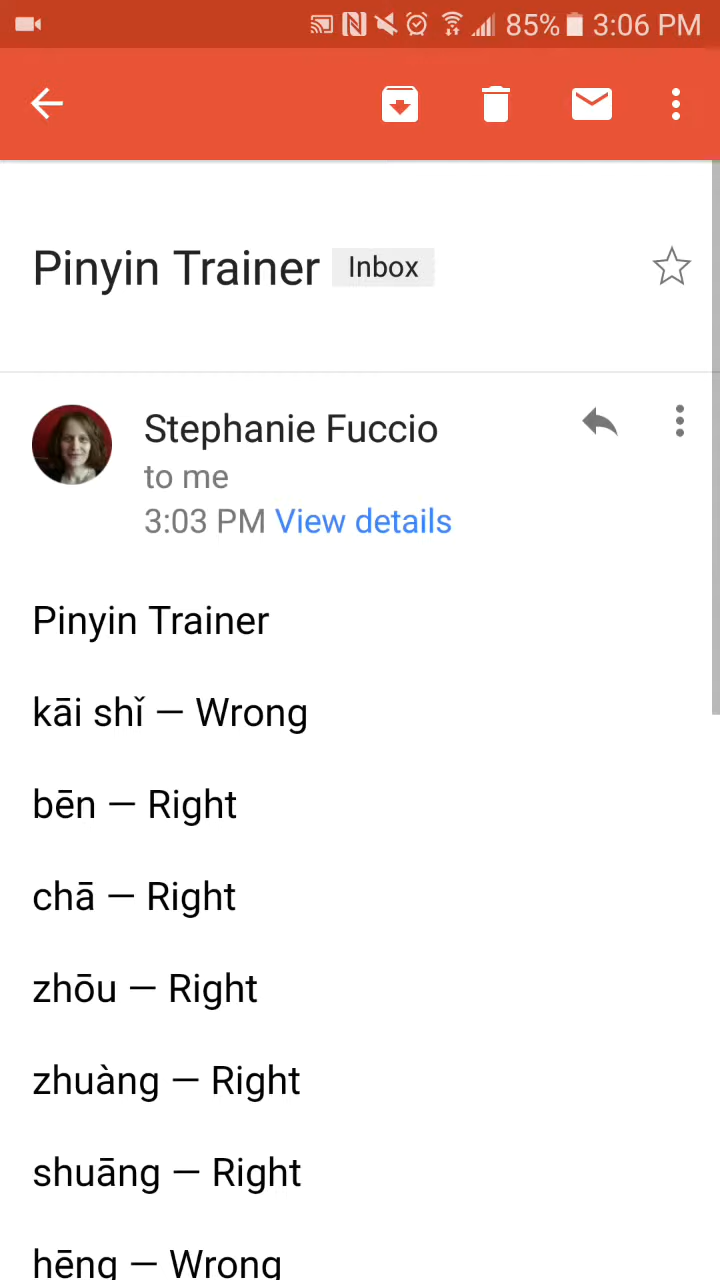 85% 3:06 PM
Pinyin Trainer Inbox
Stephanie Fuccio
to me
3:03 PM View details
Pinyin Trainer
kāi shǐ — Wrong
bēn — Right
chā — Right
zhōu — Right
zhuàng — Right
shuāng — Right
hēng — Wrong